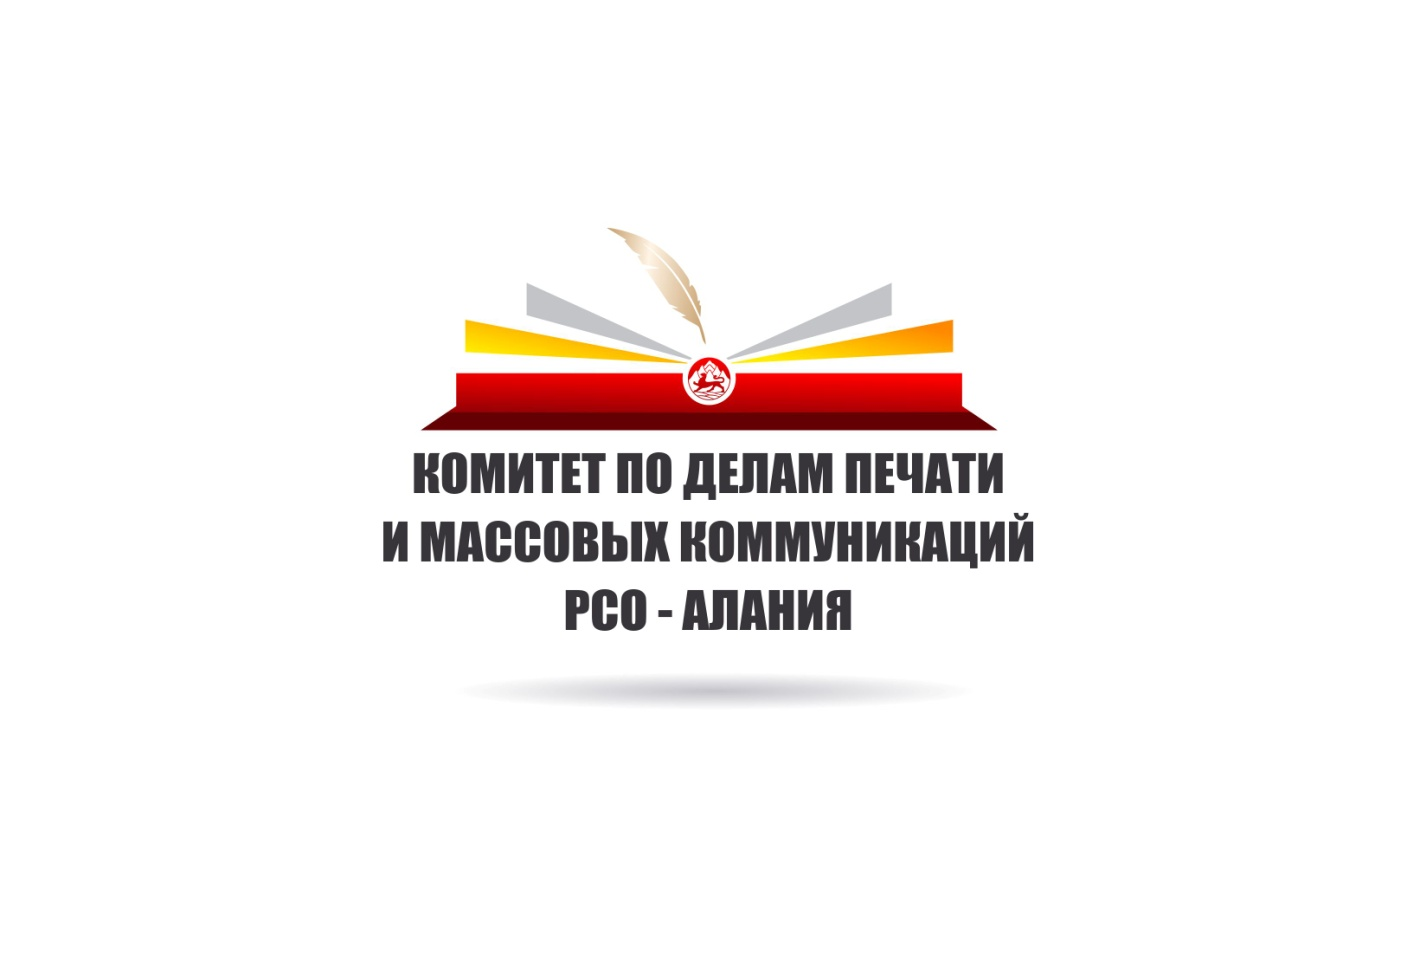 КОМИТЕТ ПО ДЕЛАМ ПЕЧАТИ
И МАССОВЫХ КОММУНИКАЦИЙ
РСО - АЛАНИЯ